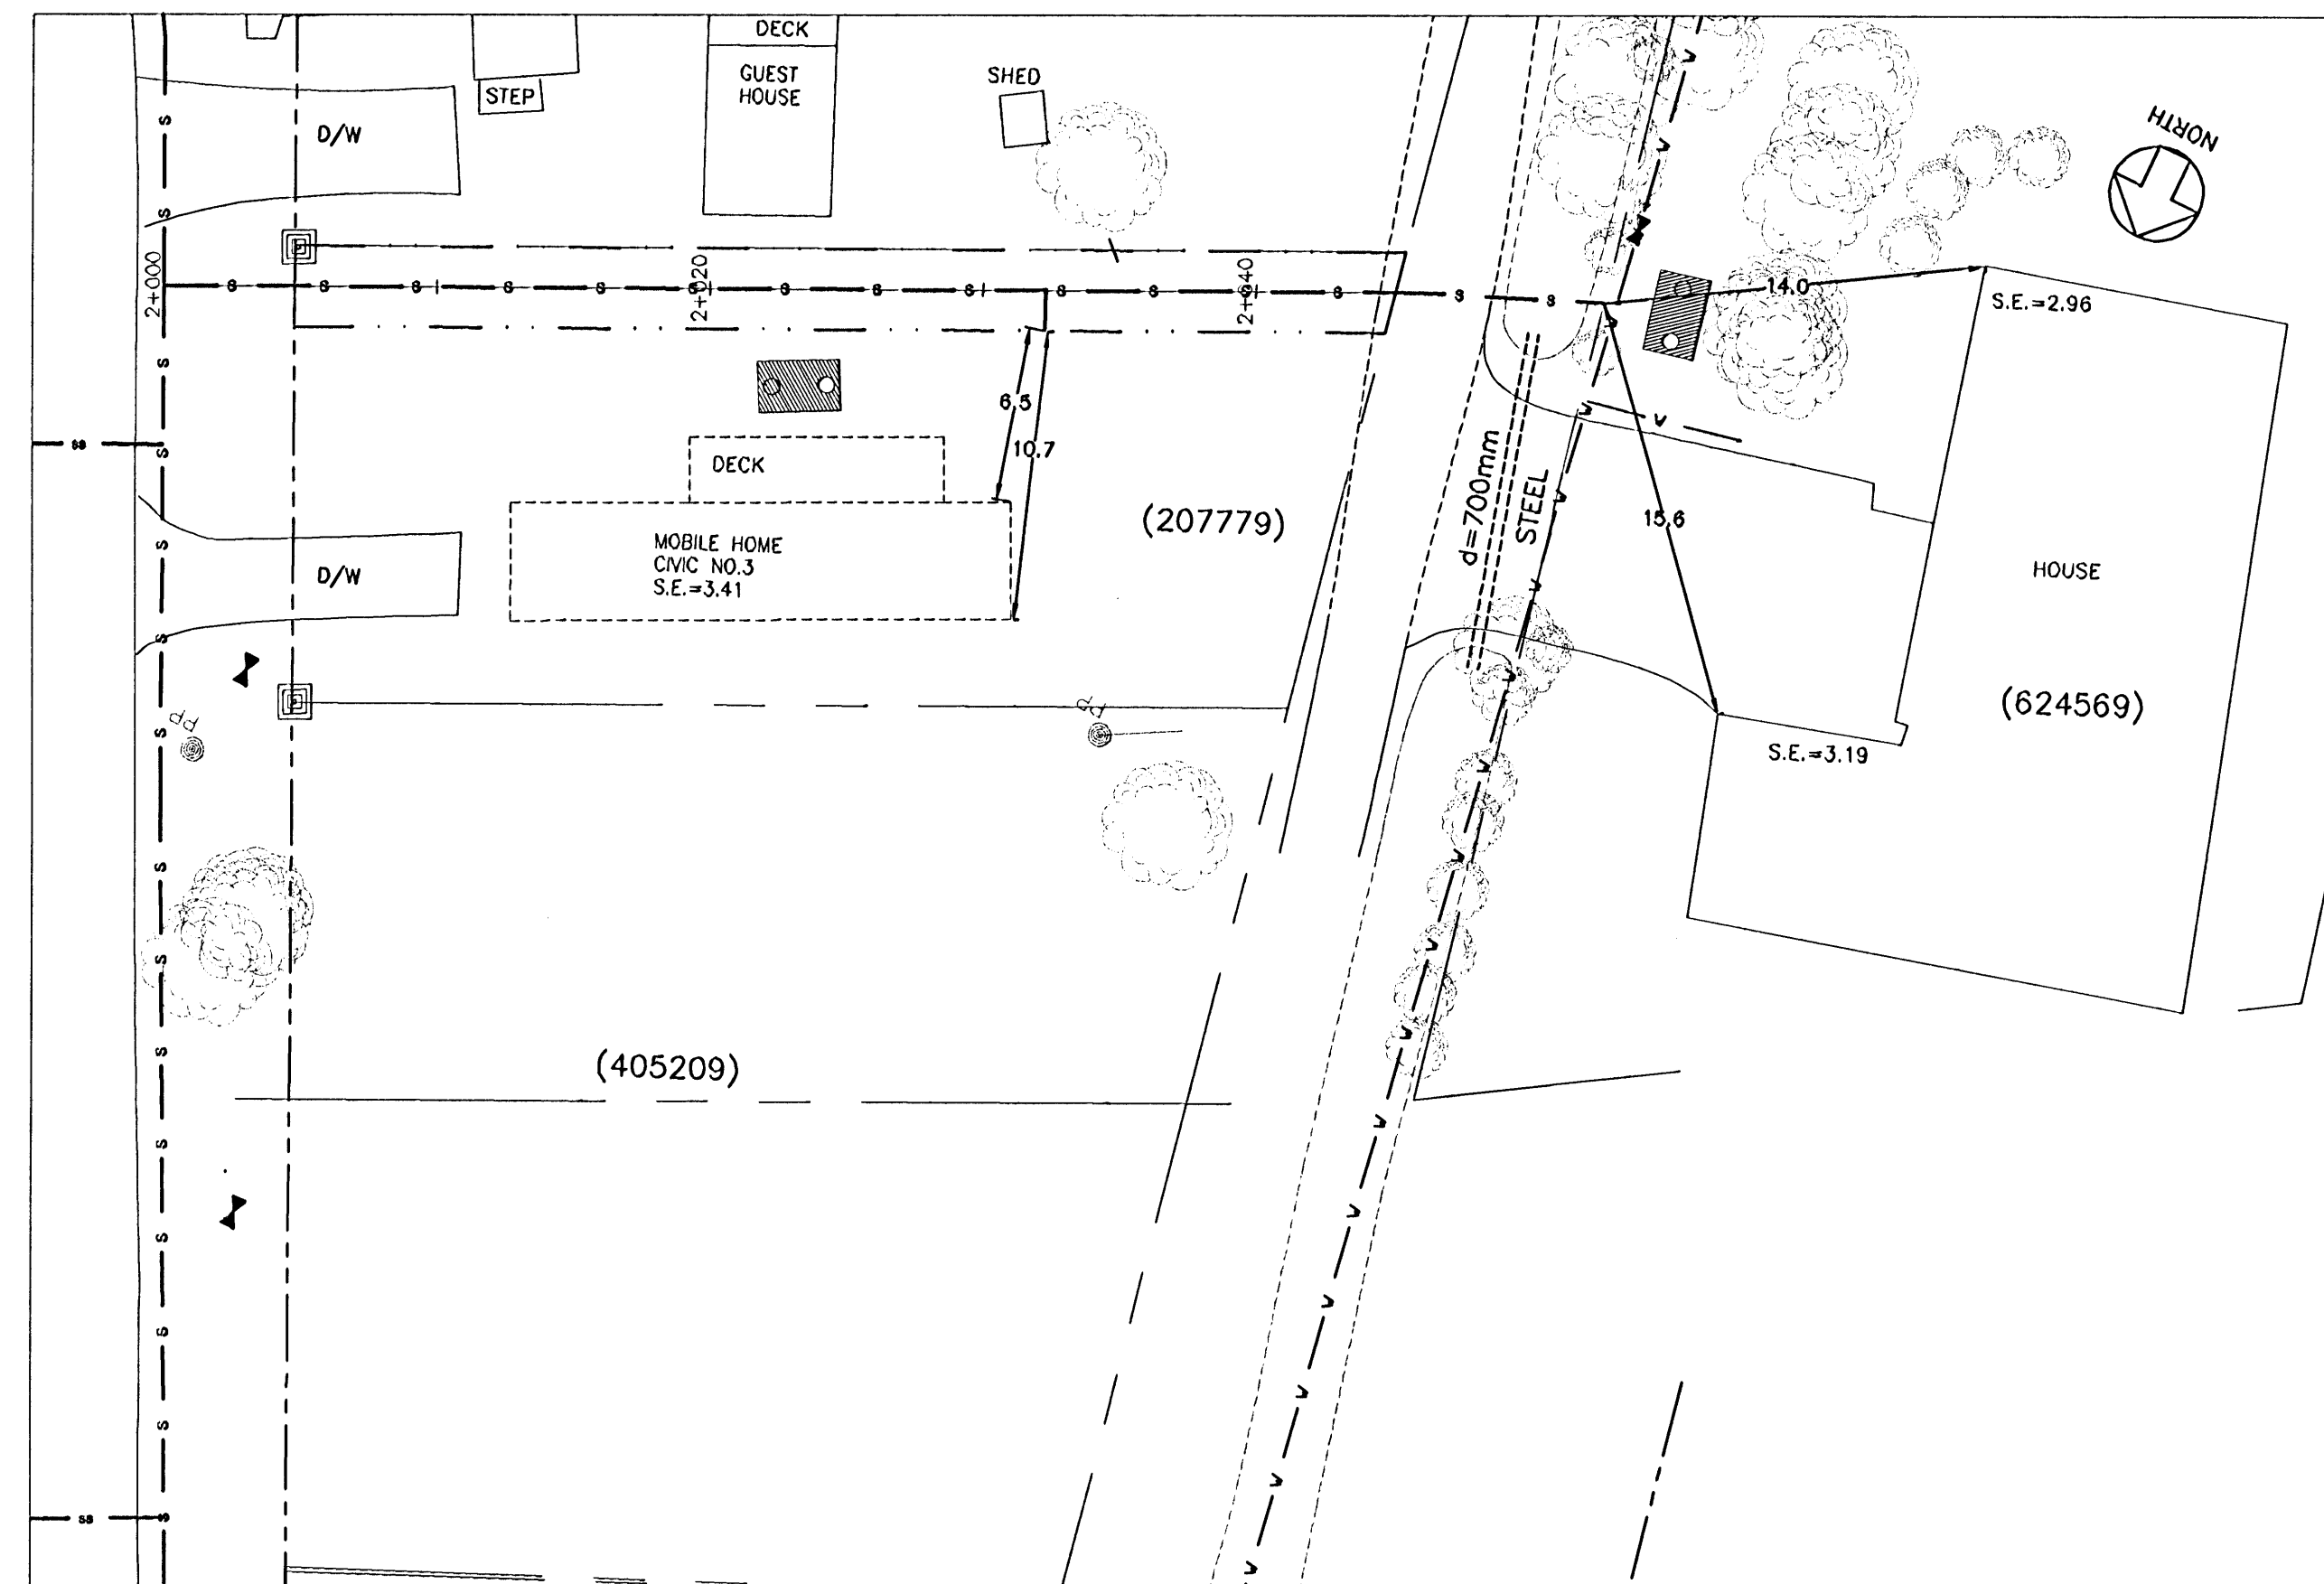 DECK
GUEST
HOUSE
SHED
STEP
D/W
NORTH
2+000
2+020
2+040
14.0
S.E.=2.96
6.5
10.7
DECK
d=700mm
STEEL
(207779)
15.6
MOBILE HOME
CIVIC NO.3
S.E.=3.41
D/W
HOUSE
(624569)
PP
PP
S.E.=3.19
(405209)